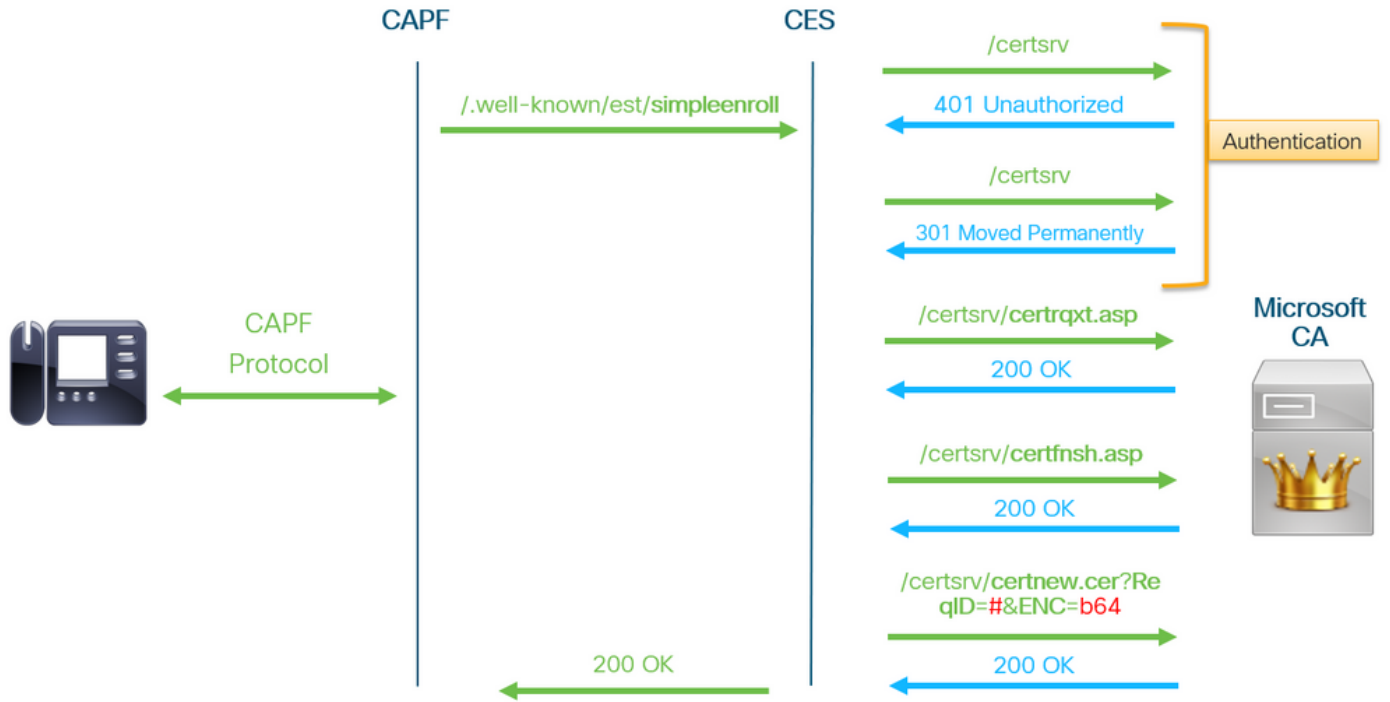 CAPF
CES
/certsrv
/.well-known/est/simpleenroll
401 Unauthorized
Authentication
/certsrv
301 Moved Permanently
CAPF
Protocol
/certsrv/certrqxt.asp
Microsoft
CA
200 OK
/certsrv/certfnsh.asp
200 OK
/certsrv/certnew.cer?Re
qID=#&ENC=b64
200 OK
200 OK